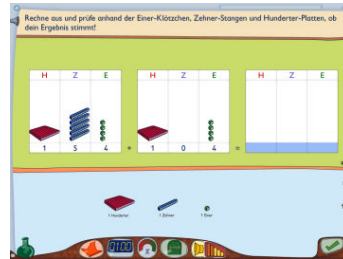 Rechne aus und prüfe anhand der Einer-Klötzchen, Zehner-Stangen und Hunderter-Platten, ob
dein Ergebnis stimmt!
H Z E H Z E H Z E
1 5 4 + 1 0 4 =
1 Hunderter 1 Zehner 1 Einer